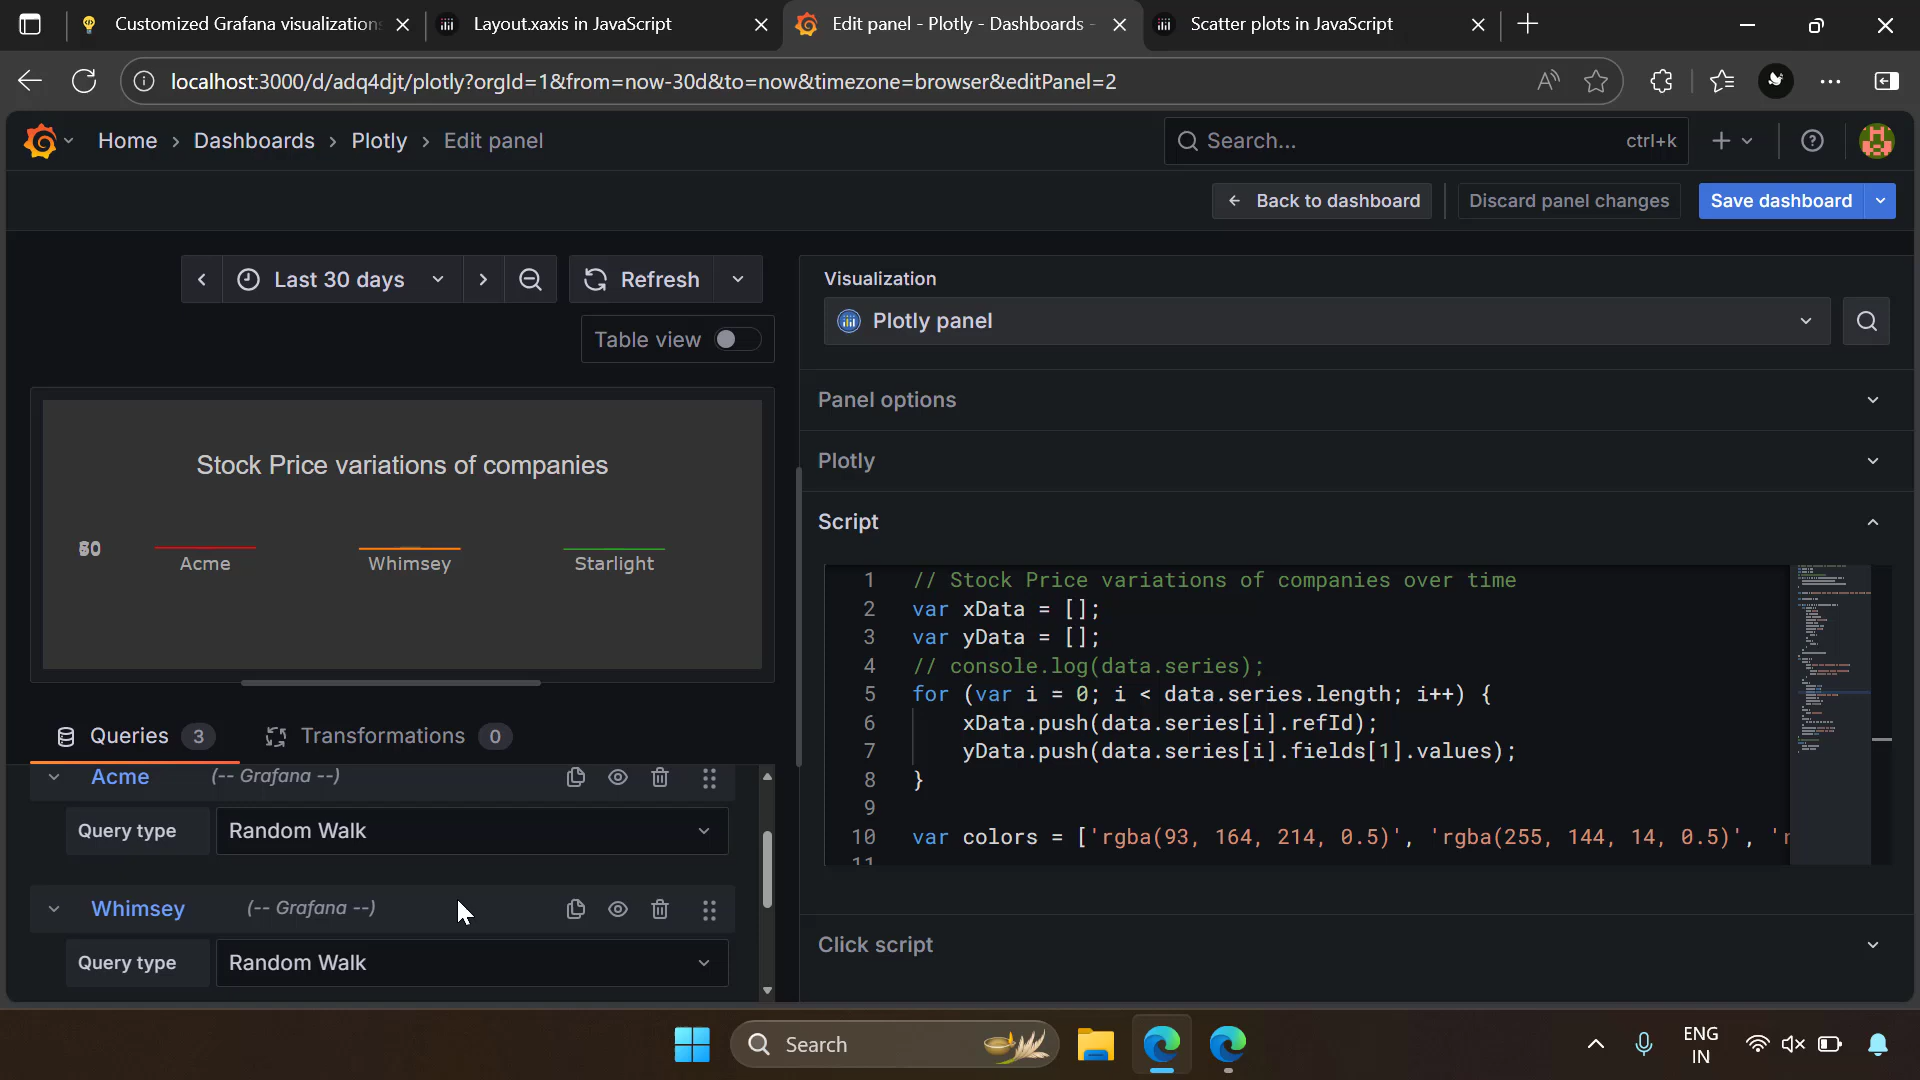 Customized Grafana visualization
Layout.xaxis in JavaScript
Edit panel - Plotly - Dashboards -
Scatter plots in JavaScript
localhost:3000/d/adq4djt/plotly?orgId=1&from=now-30d&to=now&timezone=browser&editPanel=2
Home › Dashboards › Plotly › Edit panel
Search...
ctrl+k
Back to dashboard
Discard panel changes
Save dashboard
Last 30 days
Refresh
Table view
Stock Price variations of companies
Acme
Whimsey
Starlight
Queries 3
Transformations 0
Acme (-- Grafana --)
Query type
Random Walk
Whimsey (-- Grafana --)
Query type
Random Walk
Visualization
Plotly panel
Panel options
Plotly
Script
1 // Stock Price variations of companies over time
2 var xData = [];
3 var yData = [];
4 // console.log(data.series);
5 for (var i = 0; i < data.series.length; i++) {
6 xData.push(data.series[i].refId);
7 yData.push(data.series[i].fields[1].values);
8 }
9
10 var colors = ['rgba(93, 164, 214, 0.5)', 'rgba(255, 144, 14, 0.5)', 'r
11
Click script
Search
ENG
IN